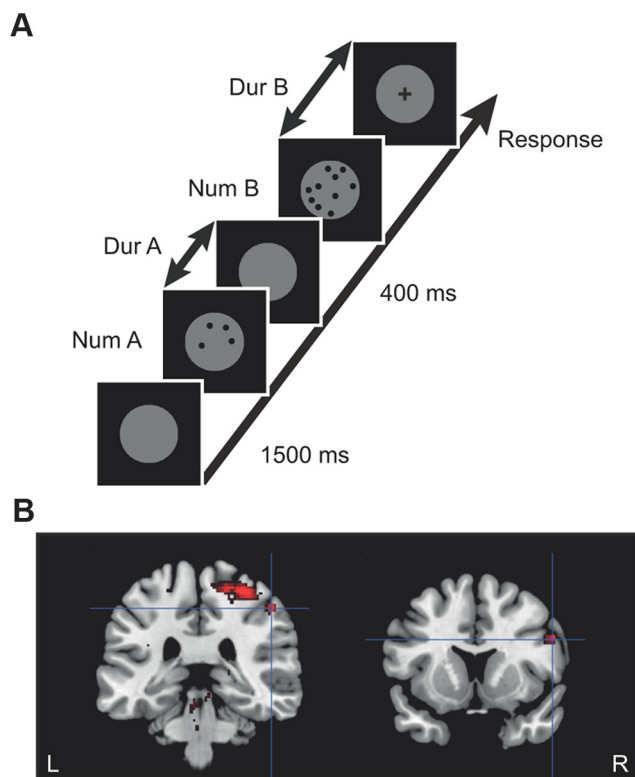 A
Dur B
Response
Num B
Dur A
400 ms
Num A
1500 ms
B
L
R